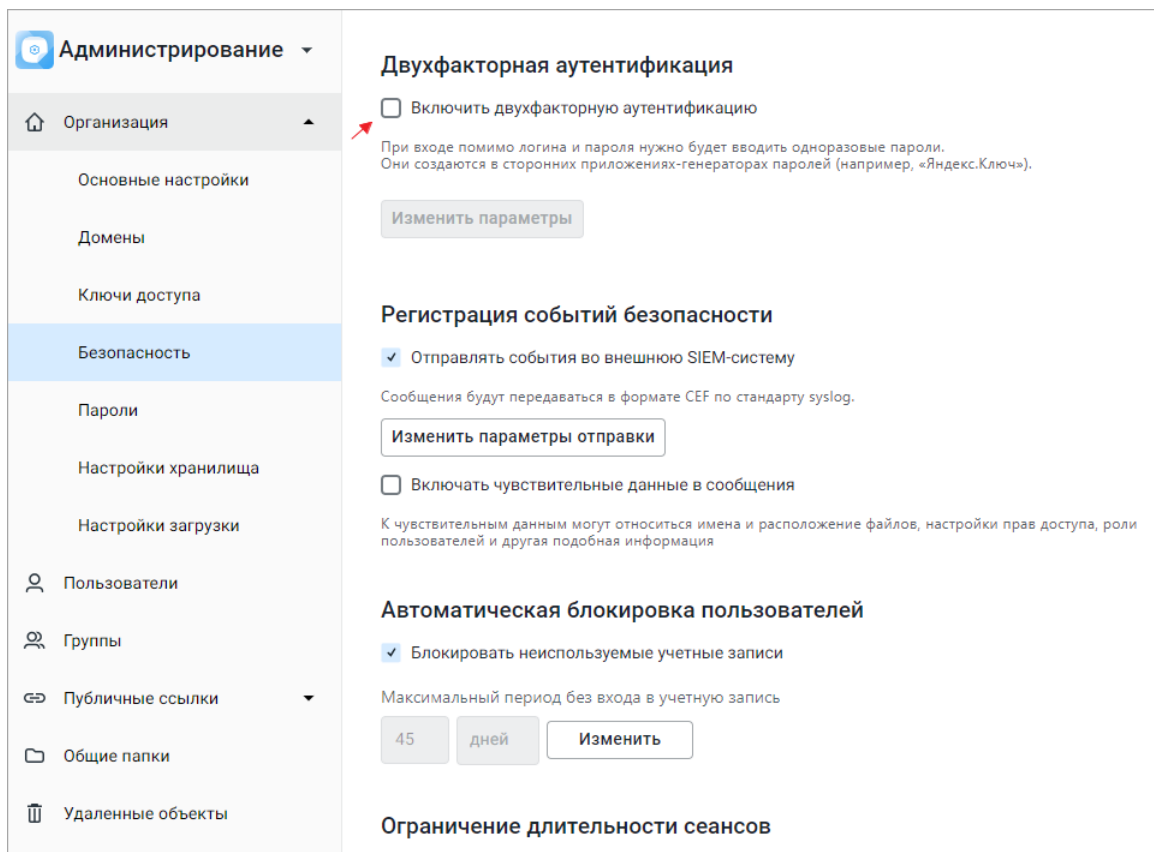 Администрирование
Организация
Основные настройки
Домены
Ключи доступа
Безопасность
Пароли
Настройки хранилища
Настройки загрузки
Пользователи
Группы
Публичные ссылки
Общие папки
Удаленные объекты
Двухфакторная аутентификация
Включить двухфакторную аутентификацию
При входе помимо логина и пароля нужно будет вводить одноразовые пароли.
Они создаются в сторонних приложениях-генераторах паролей (например, «Яндекс.Ключ»).
Изменить параметры
Регистрация событий безопасности
Отправлять события во внешнюю SIEM-систему
Сообщения будут передаваться в формате CEF по стандарту syslog.
Изменить параметры отправки
Включать чувствительные данные в сообщения
К чувствительным данным могут относиться имена и расположение файлов, настройки прав доступа, роли
пользователей и другая подобная информация
Автоматическая блокировка пользователей
Блокировать неиспользуемые учетные записи
Максимальный период без входа в учетную запись
45 дней Изменить
Ограничение длительности сеансов